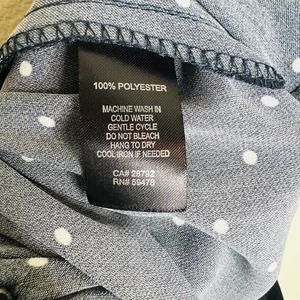 100% POLYESTER
MACHINE WASH IN
COLD WATER
GENTLE CYCLE
DO NOT BLEACH
HANG TO DRY
COOL IRON IF NEEDED
CA# 28792
RN# 59478